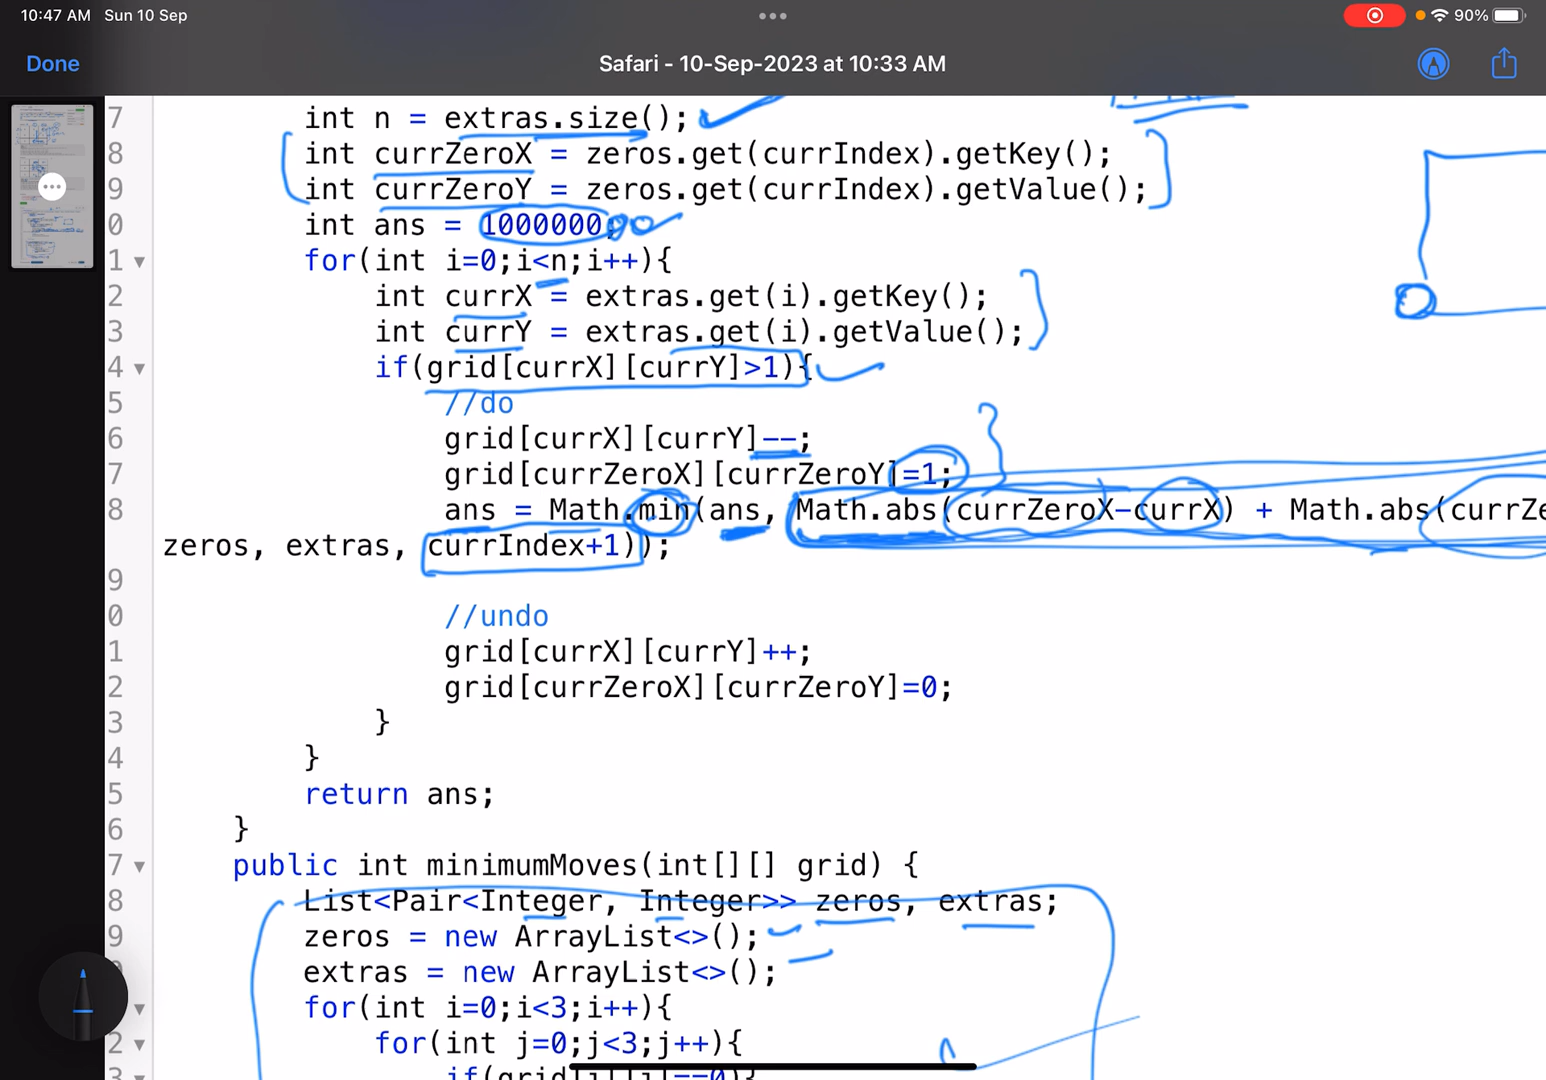 10:47 AM Sun 10 Sep
90%
Done
Safari - 10-Sep-2023 at 10:33 AM
7 int n = extras.size();
8 int currZeroX = zeros.get(currIndex).getKey();
9 int currZeroY = zeros.get(currIndex).getValue();
0 int ans = 1000000;
1 for(int i=0;i<n;i++){
2 int currX = extras.get(i).getKey();
3 int currY = extras.get(i).getValue();
4 if(grid[currX][currY]>1){
5 //do
6 grid[currX][currY]--;
7 grid[currZeroX][currZeroY]=1;
8 ans = Math.min(ans, Math.abs(currZeroX-currX) + Math.abs(currZe
zeros, extras, currIndex+1));
9
0 //undo
1 grid[currX][currY]++;
2 grid[currZeroX][currZeroY]=0;
3 }
4 }
5 return ans;
6 }
7 public int minimumMoves(int[][] grid) {
8 List<Pair<Integer, Integer>> zeros, extras;
9 zeros = new ArrayList<>();
extras = new ArrayList<>();
for(int i=0;i<3;i++){
2 for(int j=0;j<3;j++){
3 if(grid[i][j]==0){